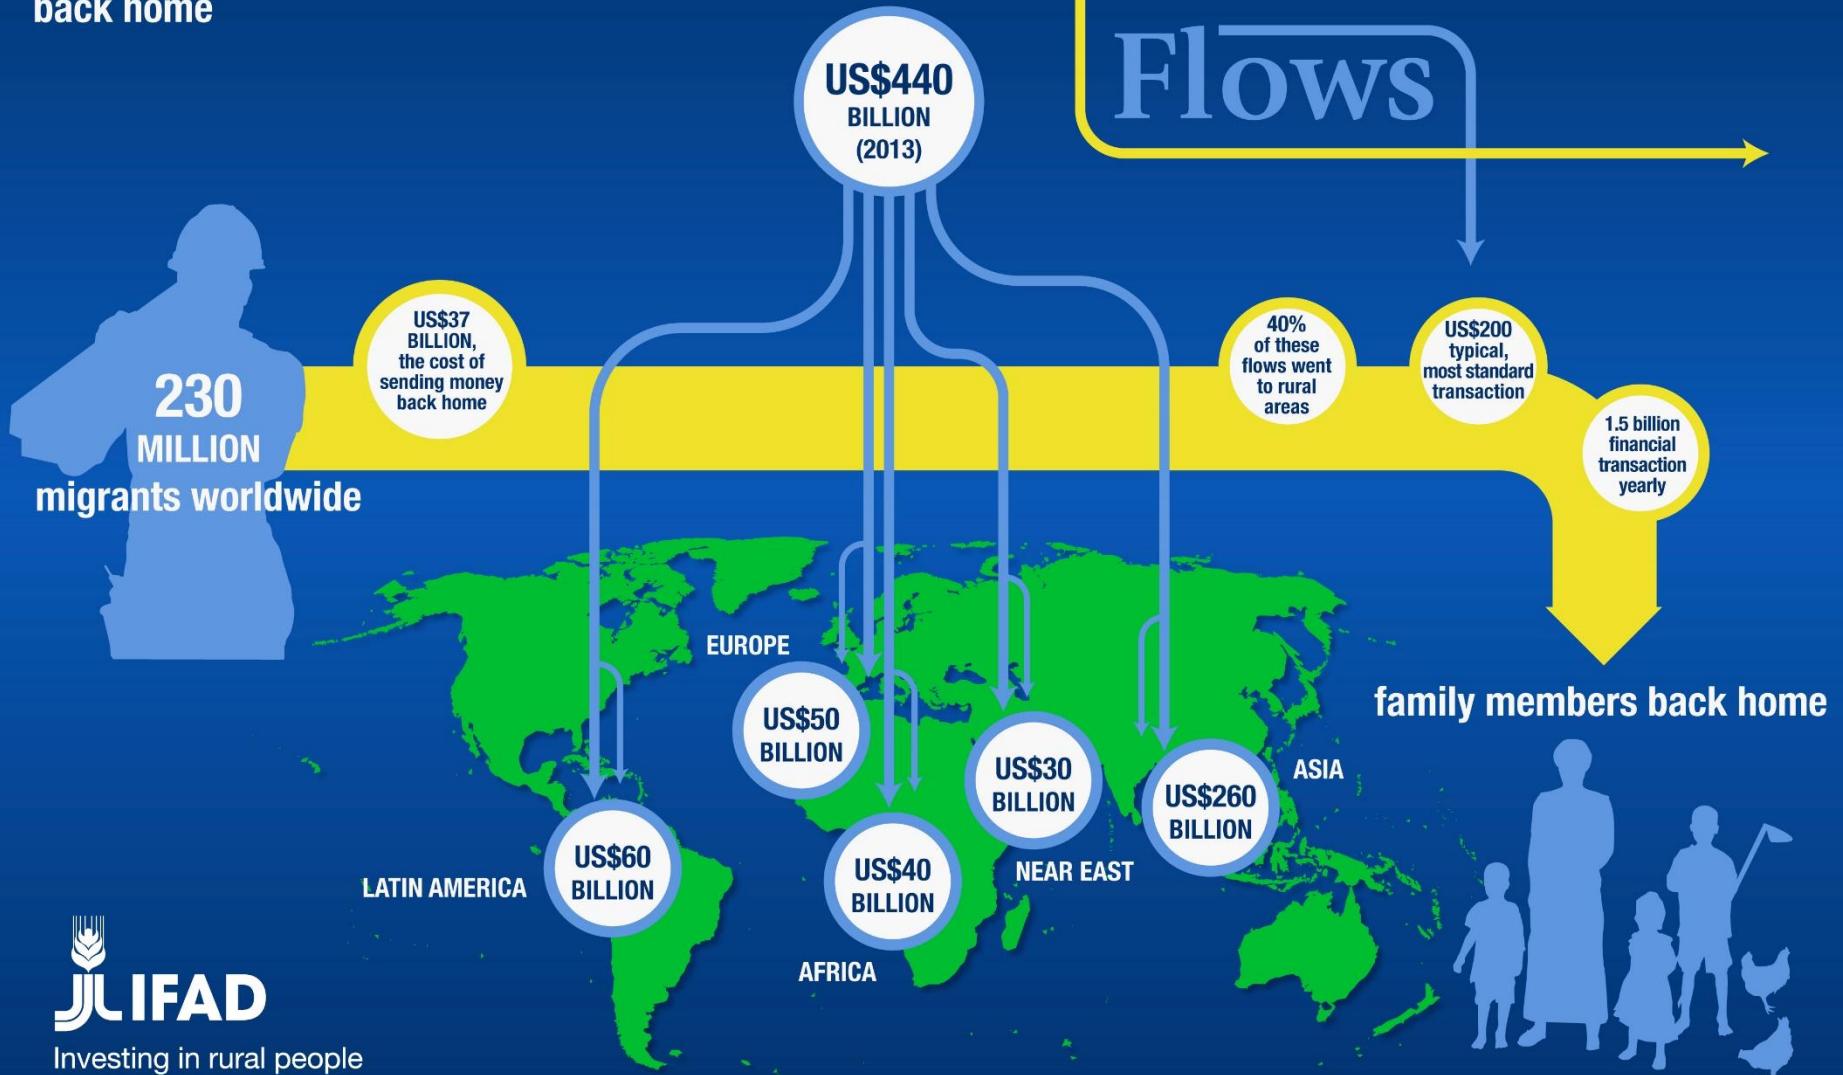 back home
Flows
US$440
BILLION
(2013)
US$37
BILLION,
the cost of
sending money
back home
40%
of these
flows went
to rural
areas
US$200
typical,
most standard
transaction
1.5 billion
financial
transaction
yearly
230
MILLION
migrants worldwide
EUROPE
US$50
BILLION
family members back home
US$30
BILLION
ASIA
US$260
BILLION
NEAR EAST
US$60
BILLION
LATIN AMERICA
US$40
BILLION
AFRICA
IFAD
Investing in rural people